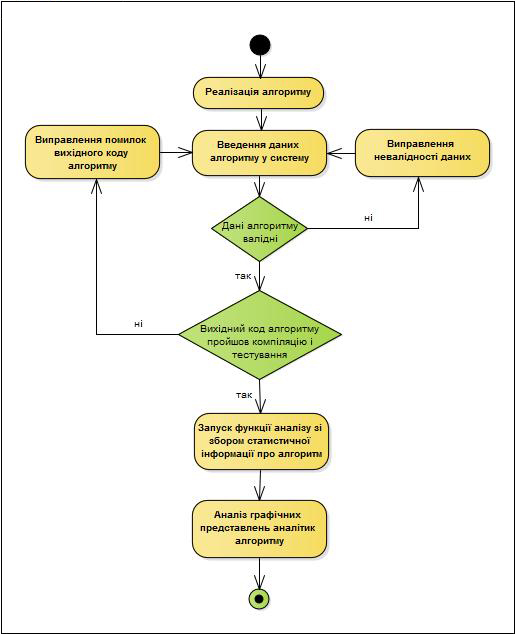 Реалізація алгоритму
Виправлення помилок
вихідного коду
алгоритму
Введення даних
алгоритму у систему
Виправлення
невалідності даних
Дані алгоритму
валідні
ні
так
ні
Вихідний код алгоритму
пройшов компіляцію і
тестування
так
Запуск функції аналізу зі
збором статистичної
інформації про алгоритм
Аналіз графічних
представлень аналітик
алгоритму